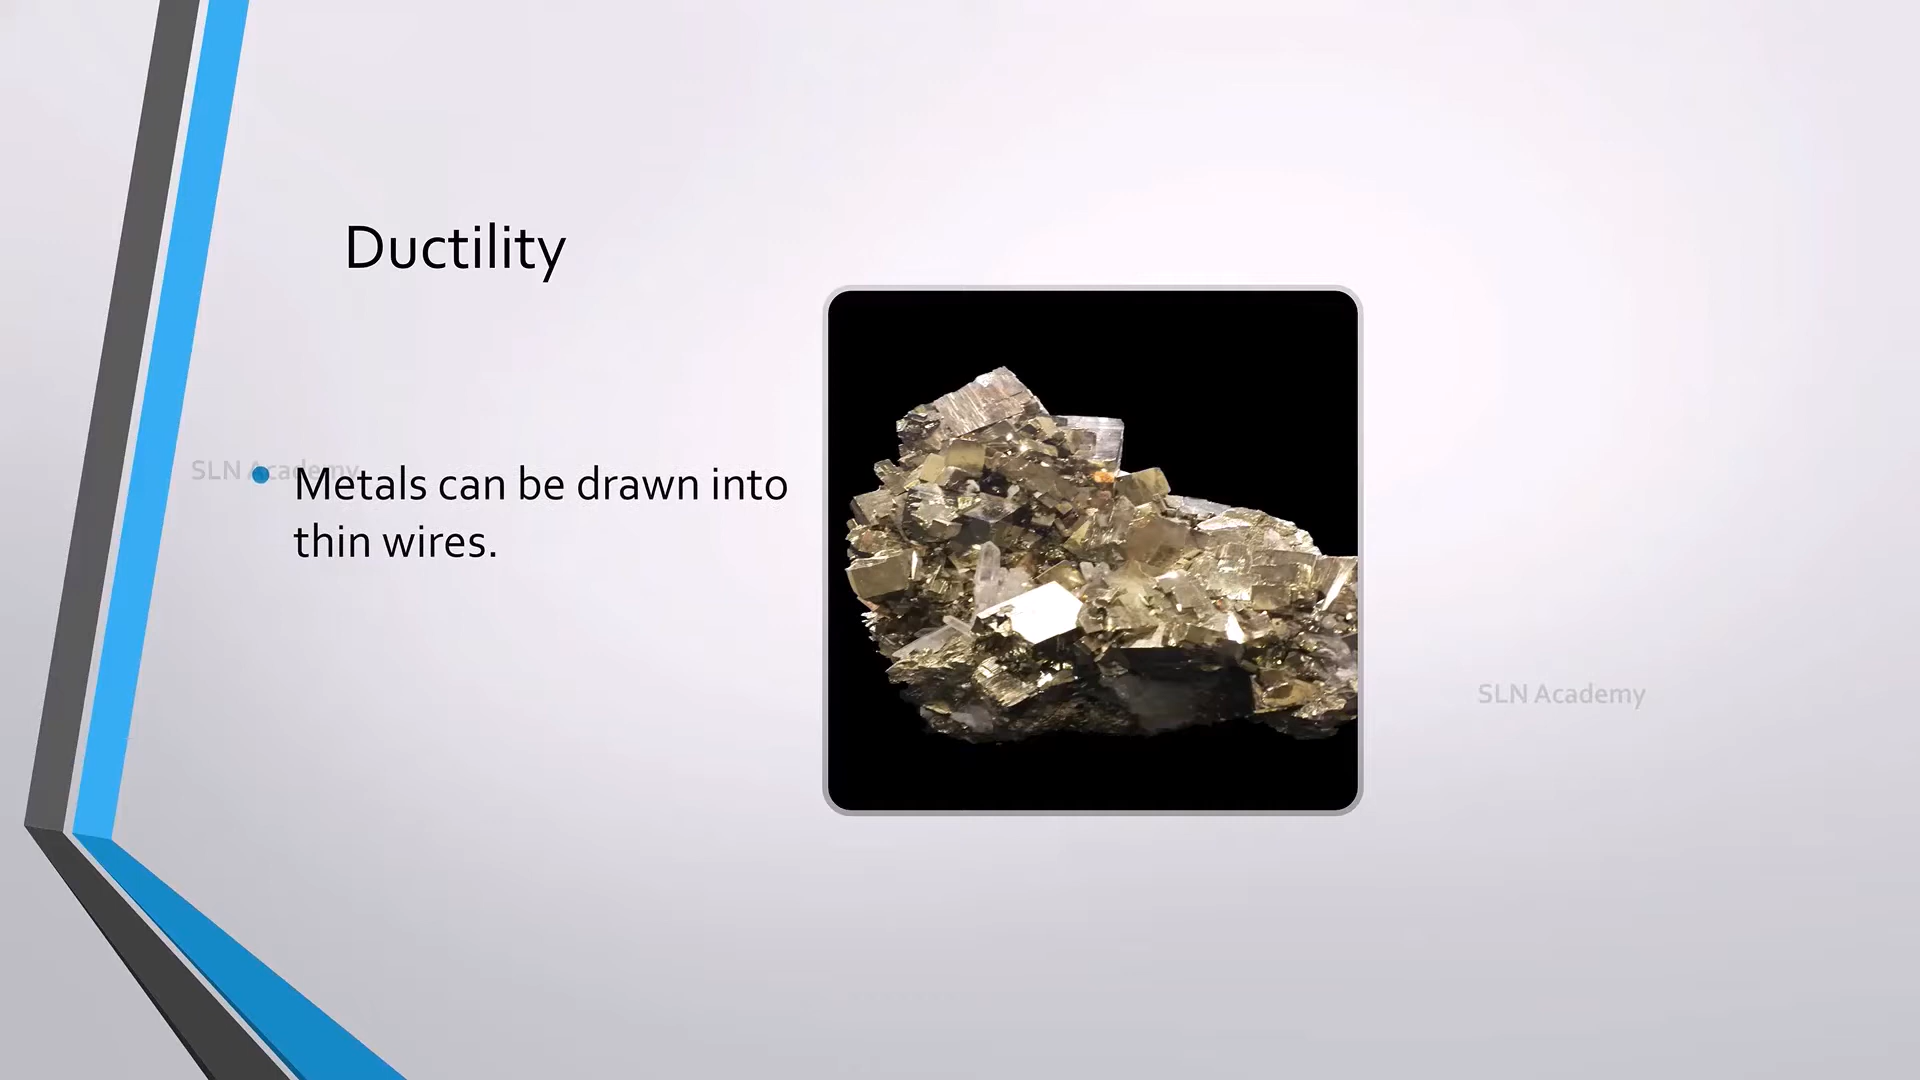 Ductility
SLN Academy
Metals can be drawn into
thin wires.
SLN Academy